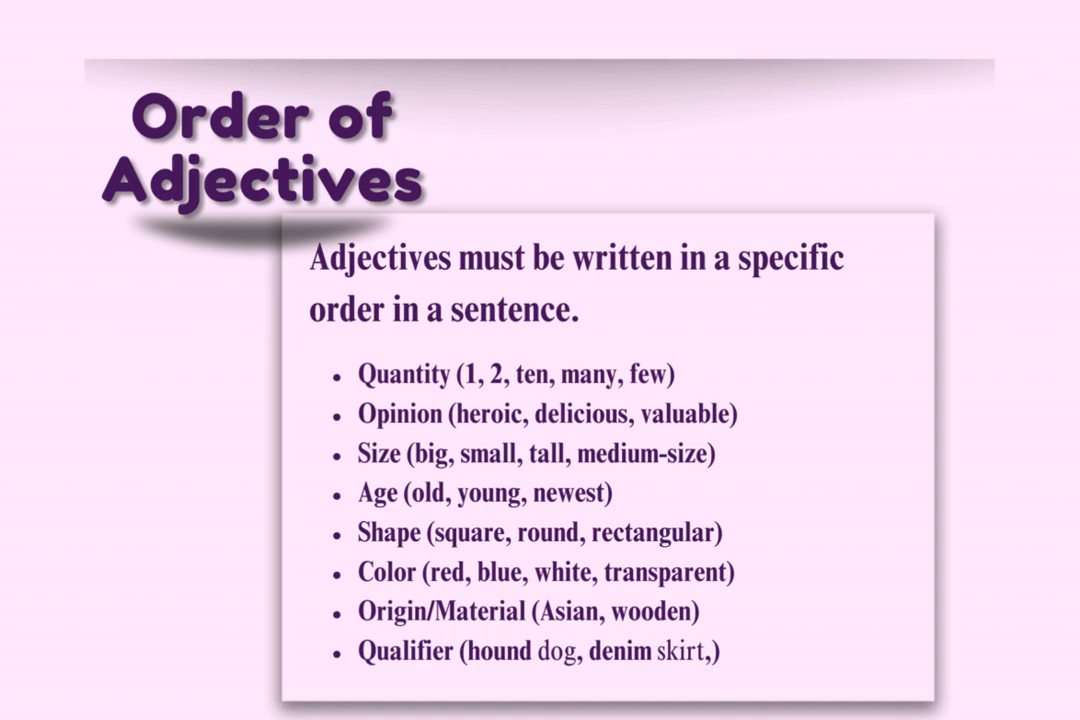 Order of
Adjectives
Adjectives must be written in a specific
order in a sentence.
• Quantity (1, 2, ten, many, few)
• Opinion (heroic, delicious, valuable)
• Size (big, small, tall, medium-size)
• Age (old, young, newest)
• Shape (square, round, rectangular)
• Color (red, blue, white, transparent)
• Origin/Material (Asian, wooden)
• Qualifier (hound dog, denim skirt,)